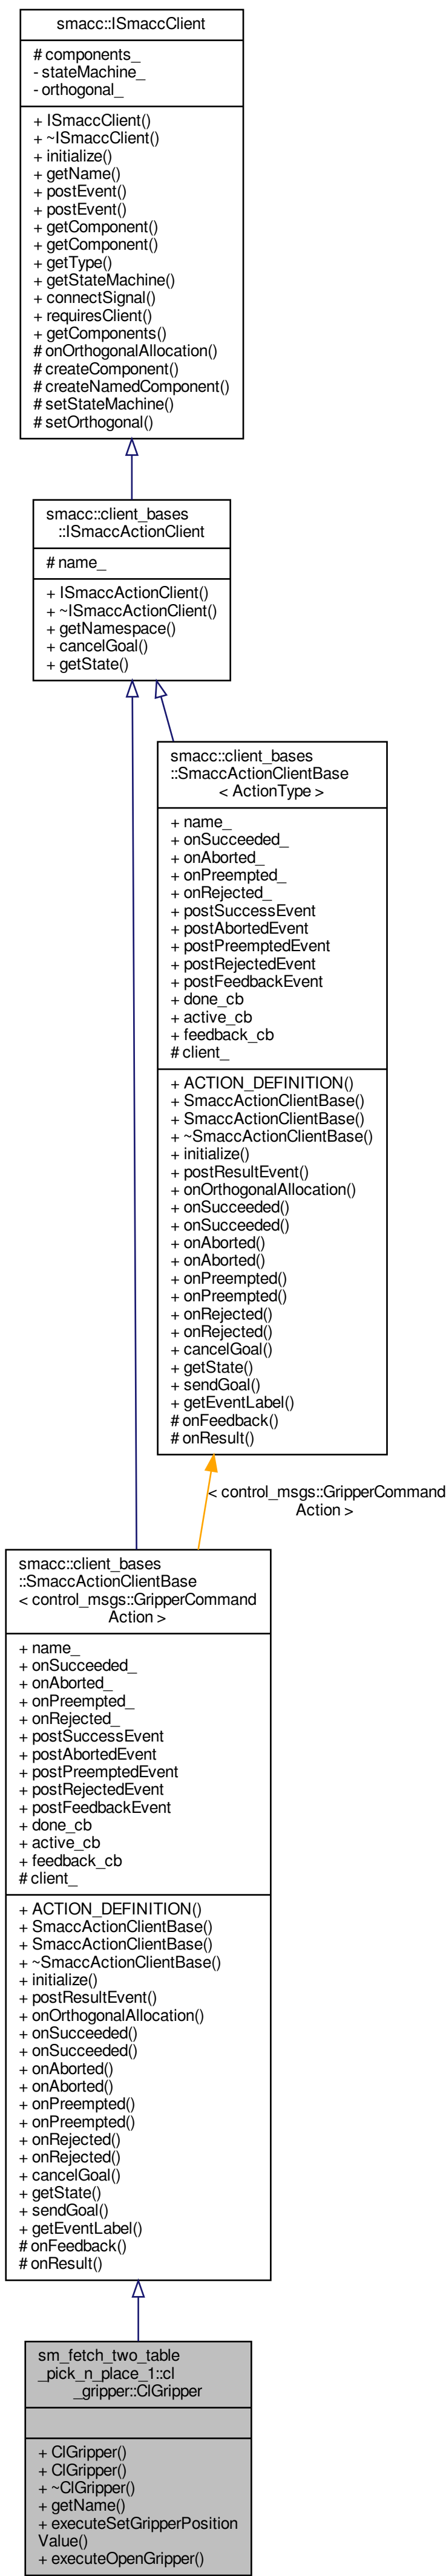 smacc::ISmaccClient
# components_
- stateMachine_
- orthogonal_
+ ISmaccClient()
+ ~ISmaccClient()
+ initialize()
+ getName()
+ postEvent()
+ postEvent()
+ getComponent()
+ getComponent()
+ getType()
+ getStateMachine()
+ connectSignal()
+ requiresClient()
+ getComponents()
# onOrthogonalAllocation()
# createComponent()
# createNamedComponent()
# setStateMachine()
# setOrthogonal()
smacc::client_bases
::ISmaccActionClient
# name_
+ ISmaccActionClient()
+ ~ISmaccActionClient()
+ getNamespace()
+ cancelGoal()
+ getState()
smacc::client_bases
::SmaccActionClientBase
< ActionType >
+ name_
+ onSucceeded_
+ onAborted_
+ onPreempted_
+ onRejected_
+ postSuccessEvent
+ postAbortedEvent
+ postPreemptedEvent
+ postRejectedEvent
+ postFeedbackEvent
+ done_cb
+ active_cb
+ feedback_cb
# client_
+ ACTION_DEFINITION()
+ SmaccActionClientBase()
+ SmaccActionClientBase()
+ ~SmaccActionClientBase()
+ initialize()
+ postResultEvent()
+ onOrthogonalAllocation()
+ onSucceeded()
+ onSucceeded()
+ onAborted()
+ onAborted()
+ onPreempted()
+ onPreempted()
+ onRejected()
+ onRejected()
+ cancelGoal()
+ getState()
+ sendGoal()
+ getEventLabel()
# onFeedback()
# onResult()
< control_msgs::GripperCommand
Action >
smacc::client_bases
::SmaccActionClientBase
< control_msgs::GripperCommand
Action >
+ name_
+ onSucceeded_
+ onAborted_
+ onPreempted_
+ onRejected_
+ postSuccessEvent
+ postAbortedEvent
+ postPreemptedEvent
+ postRejectedEvent
+ postFeedbackEvent
+ done_cb
+ active_cb
+ feedback_cb
# client_
+ ACTION_DEFINITION()
+ SmaccActionClientBase()
+ SmaccActionClientBase()
+ ~SmaccActionClientBase()
+ initialize()
+ postResultEvent()
+ onOrthogonalAllocation()
+ onSucceeded()
+ onSucceeded()
+ onAborted()
+ onAborted()
+ onPreempted()
+ onPreempted()
+ onRejected()
+ onRejected()
+ cancelGoal()
+ getState()
+ sendGoal()
+ getEventLabel()
# onFeedback()
# onResult()
sm_fetch_two_table
_pick_n_place_1::cl
_gripper::ClGripper
+ ClGripper()
+ ClGripper()
+ ~ClGripper()
+ getName()
+ executeSetGripperPosition
Value()
+ executeOpenGripper()